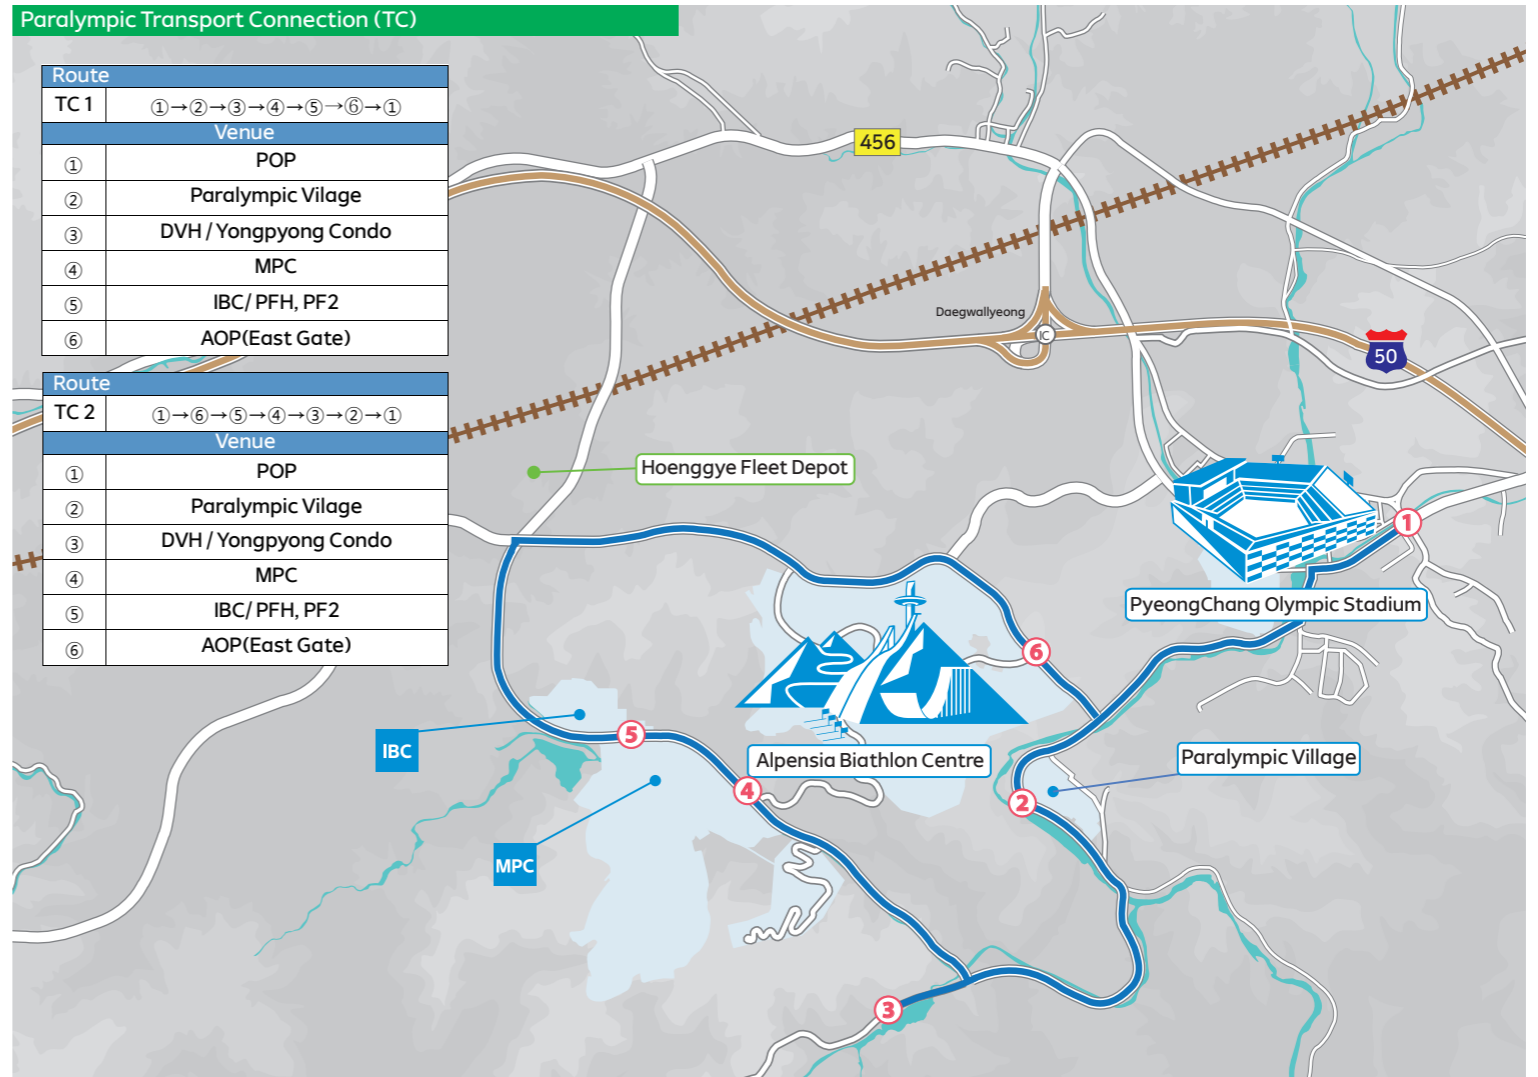 Paralympic Transport Connection (TC)
Route
TC 1 ①→②→③→④→⑤→⑥→①
Venue
① POP
② Paralympic Vilage
③ DVH / Yongpyong Condo
④ MPC
⑤ IBC/ PFH, PF2
⑥ AOP(East Gate)
Route
TC 2 ①→⑥→⑤→④→③→②→①
Venue
① POP
② Paralympic Vilage
③ DVH / Yongpyong Condo
④ MPC
⑤ IBC/ PFH, PF2
⑥ AOP(East Gate)
456
Daegwallyeong
IC
50
Hoenggye Fleet Depot
1
PyeongChang Olympic Stadium
6
IBC
5
Alpensia Biathlon Centre
Paralympic Village
4
2
MPC
3